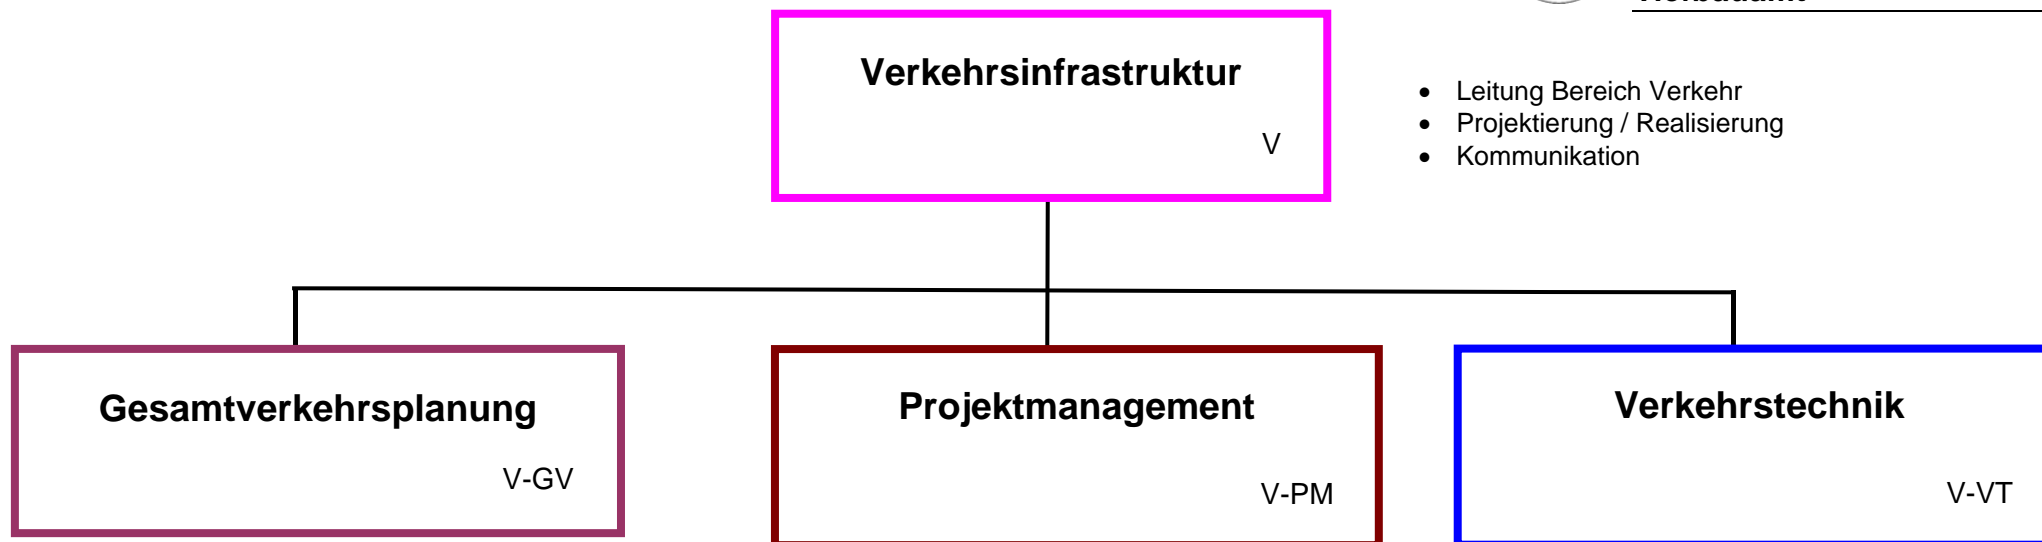 Verkehrsinfrastruktur
V
• Leitung Bereich Verkehr
• Projektierung / Realisierung
• Kommunikation
Gesamtverkehrsplanung
V-GV
Projektmanagement
V-PM
Verkehrstechnik
V-VT